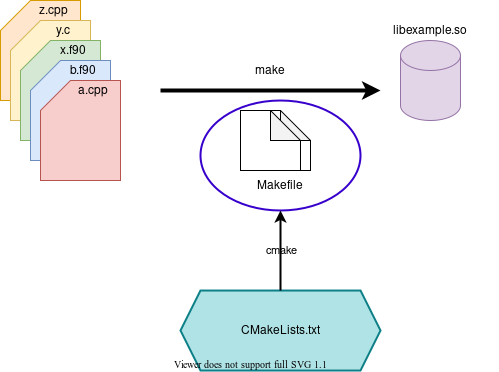 z.cpp
y.c
x.f90
b.f90
a.cpp
make
libexample.so
Makefile
cmake
CMakeLists.txt
Viewer does not support full SVG 1.1